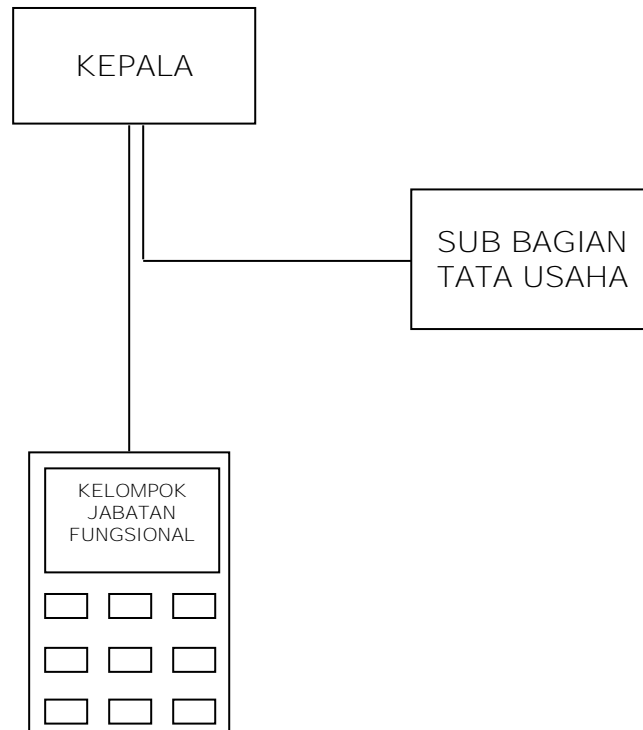 KEPALA
SUB BAGIAN
TATA USAHA
KELOMPOK
JABATAN
FUNGSIONAL